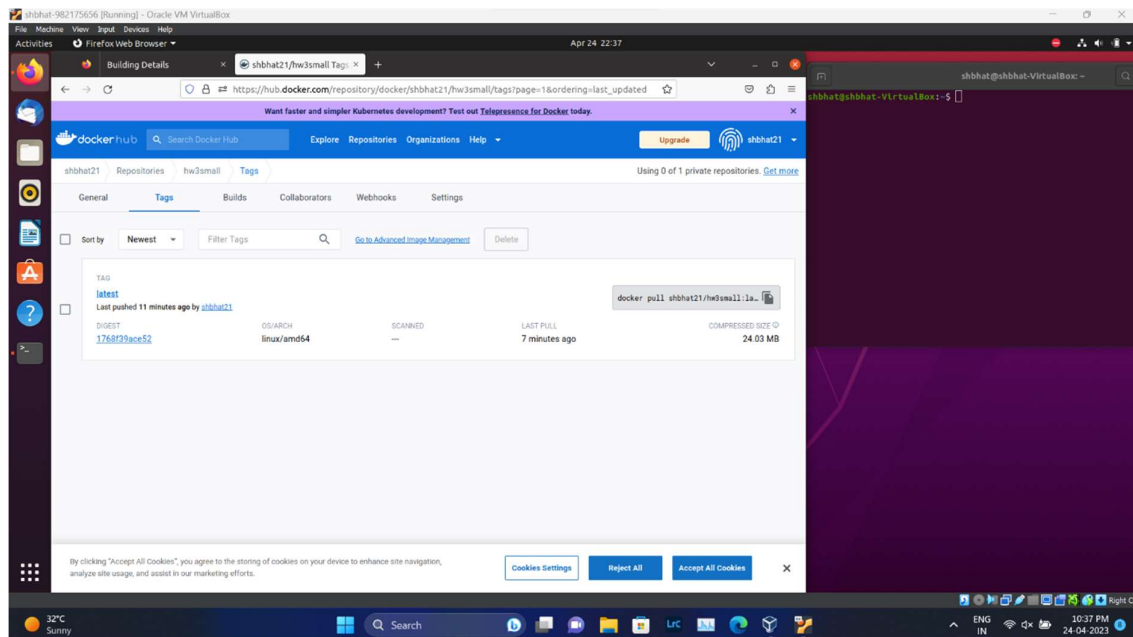 shbhat-982175656 [Running] - Oracle VM VirtualBox
File Machine View Input Devices Help
Activities Firefox Web Browser Apr 24 22:37
Building Details shbhat21/hw3small Tags
shbhat@shbhat-VirtualBox: ~
https://hub.docker.com/repository/docker/shbhat21/hw3small/tags?page=1&ordering=last_updated
shbhat@shbhat-VirtualBox:~$
Want faster and simpler Kubernetes development? Test out Telepresence for Docker today.
dockerhub Search Docker Hub Explore Repositories Organizations Help Upgrade shbhat21
shbhat21 Repositories hw3small Tags Using 0 of 1 private repositories. Get more
General Tags Builds Collaborators Webhooks Settings
Sort by Newest Filter Tags Go to Advanced Image Management Delete
TAG
latest docker pull shbhat21/hw3small:la…
Last pushed 11 minutes ago by shbhat21
DIGEST OS/ARCH SCANNED LAST PULL COMPRESSED SIZE
1768f39ace52 linux/amd64 --- 7 minutes ago 24.03 MB
By clicking "Accept All Cookies", you agree to the storing of cookies on your device to enhance site navigation,
analyze site usage, and assist in our marketing efforts.
Cookies Settings Reject All Accept All Cookies
Right C
32°C
Sunny
Search
LrC
ENG
IN
10:37 PM
24-04-2023